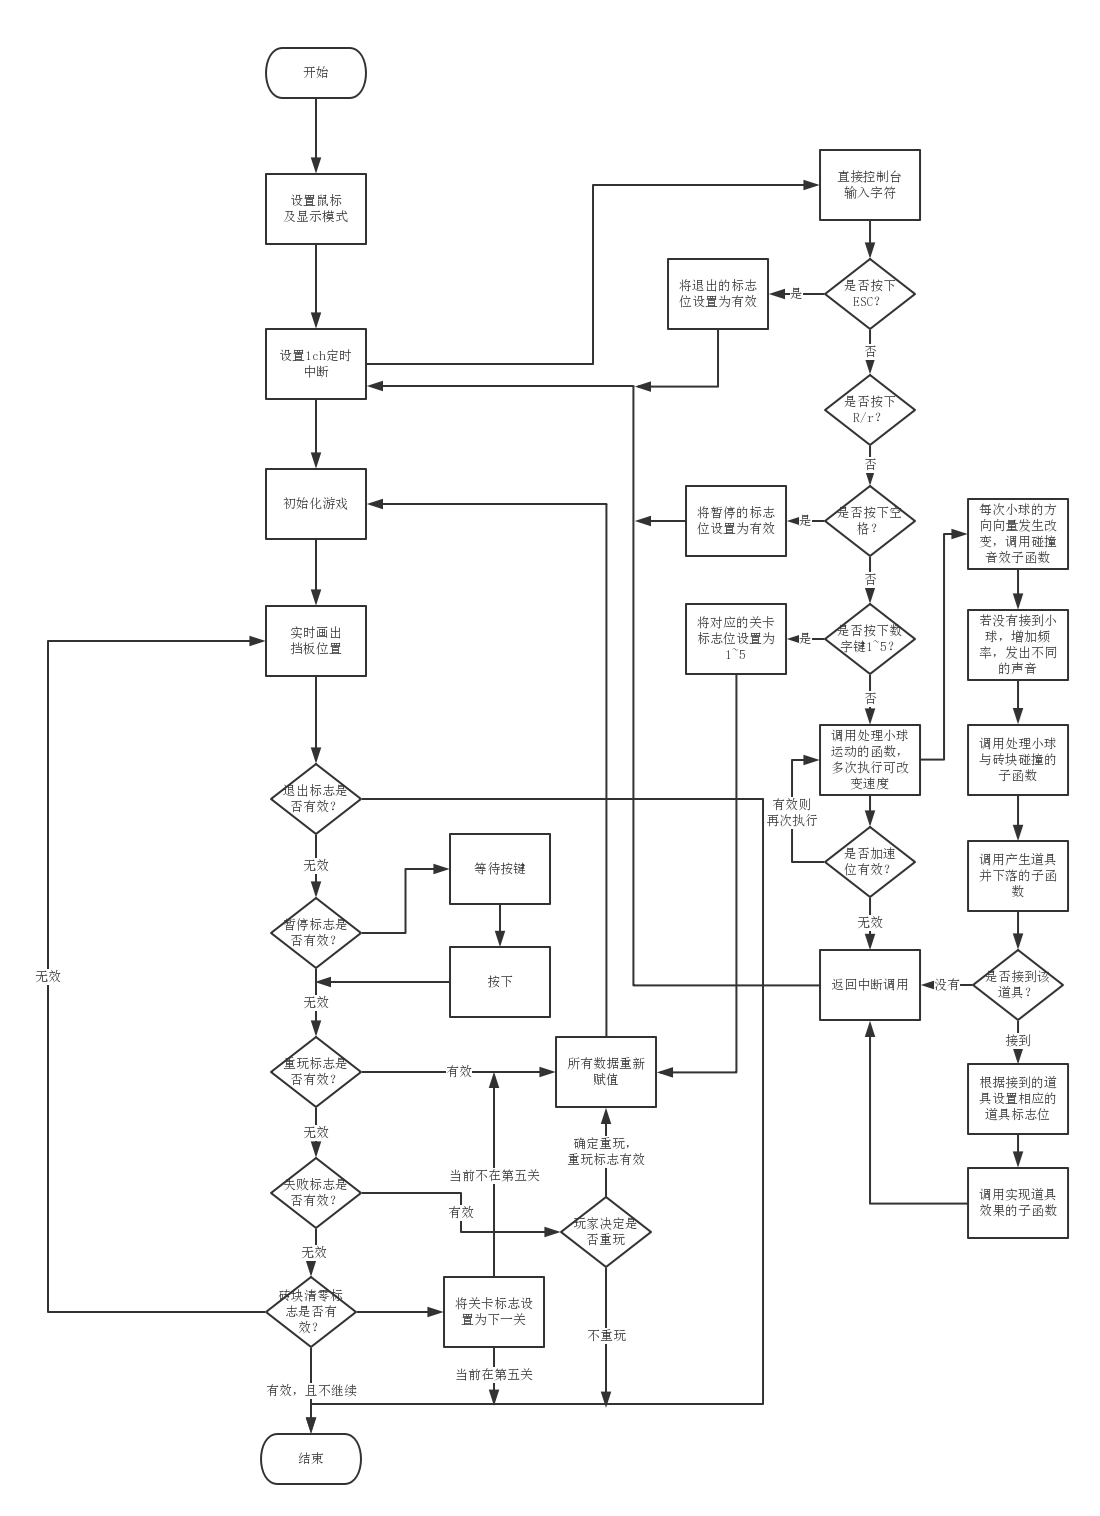 开始
设置鼠标
及显示模式
设置1ch定时
中断
初始化游戏
实时画出
挡板位置
退出标志是
否有效?
无效
暂停标志是
否有效?
无效
等待按键
按下
无效
重玩标志是
否有效?
有效
所有数据重新
赋值
无效
失败标志是
否有效?
有效
当前不在第五关
确定重玩,
重玩标志有效
玩家决定是
否重玩
无效
砖块清零标
志是否有
效?
将关卡标志设
置为下一关
不重玩
当前在第五关
有效, 且不继续
结束
直接控制台
输入字符
是否按下
ESC?
是
将退出的标志
位设置为有效
否
是否按下
R/r?
否
是否按下空
格?
是
将暂停的标志
位设置为有效
否
是否按下数
字键1~5?
是
将对应的关卡
标志位设置为
1~5
否
调用处理小球
运动的函数,
多次执行可改
变速度
有效则
再次执行
是否加速
位有效?
无效
返回中断调用
每次小球的方
向向量发生改
变, 调用碰撞
音效子函数
若没有接到小
球, 增加频
率, 发出不同
的声音
调用处理小球
与砖块碰撞的
子函数
调用产生道具
并下落的子函
数
是否接到该
道具?
没有
接到
根据接到的道
具设置相应的
道具标志位
调用实现道具
效果的子函数